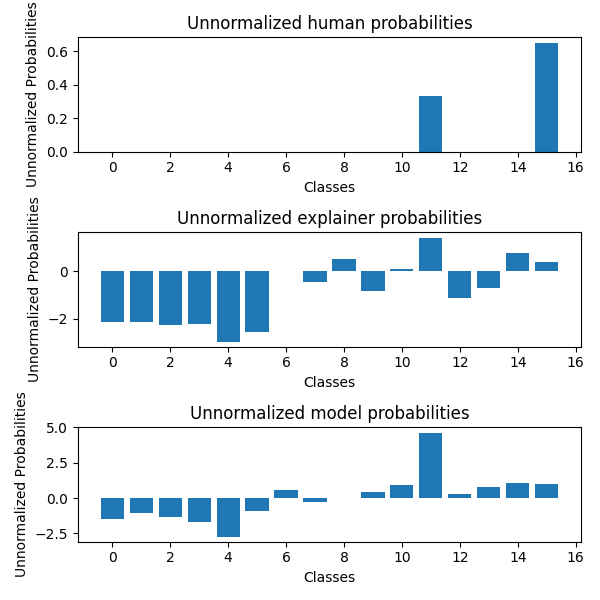 Unnormalized human probabilities
Unnormalized Probabilities
0.6
0.4
0.2
0.0
0 2 4 6 8 10 12 14 16
Classes
Unnormalized explainer probabilities
Unnormalized Probabilities
0
−2
0 2 4 6 8 10 12 14 16
Classes
Unnormalized model probabilities
Unnormalized Probabilities
5.0
2.5
0.0
−2.5
0 2 4 6 8 10 12 14 16
Classes